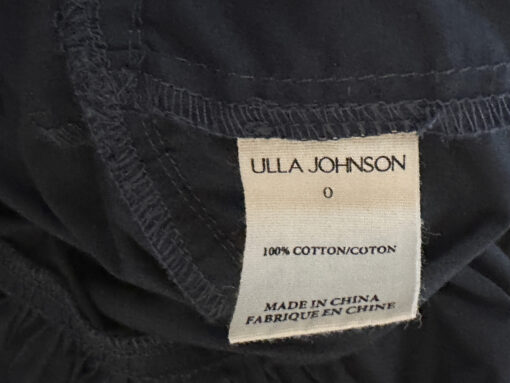 ULLA JOHNSON
0
100% COTTON/COTON
MADE IN CHINA
FABRIQUE EN CHINE